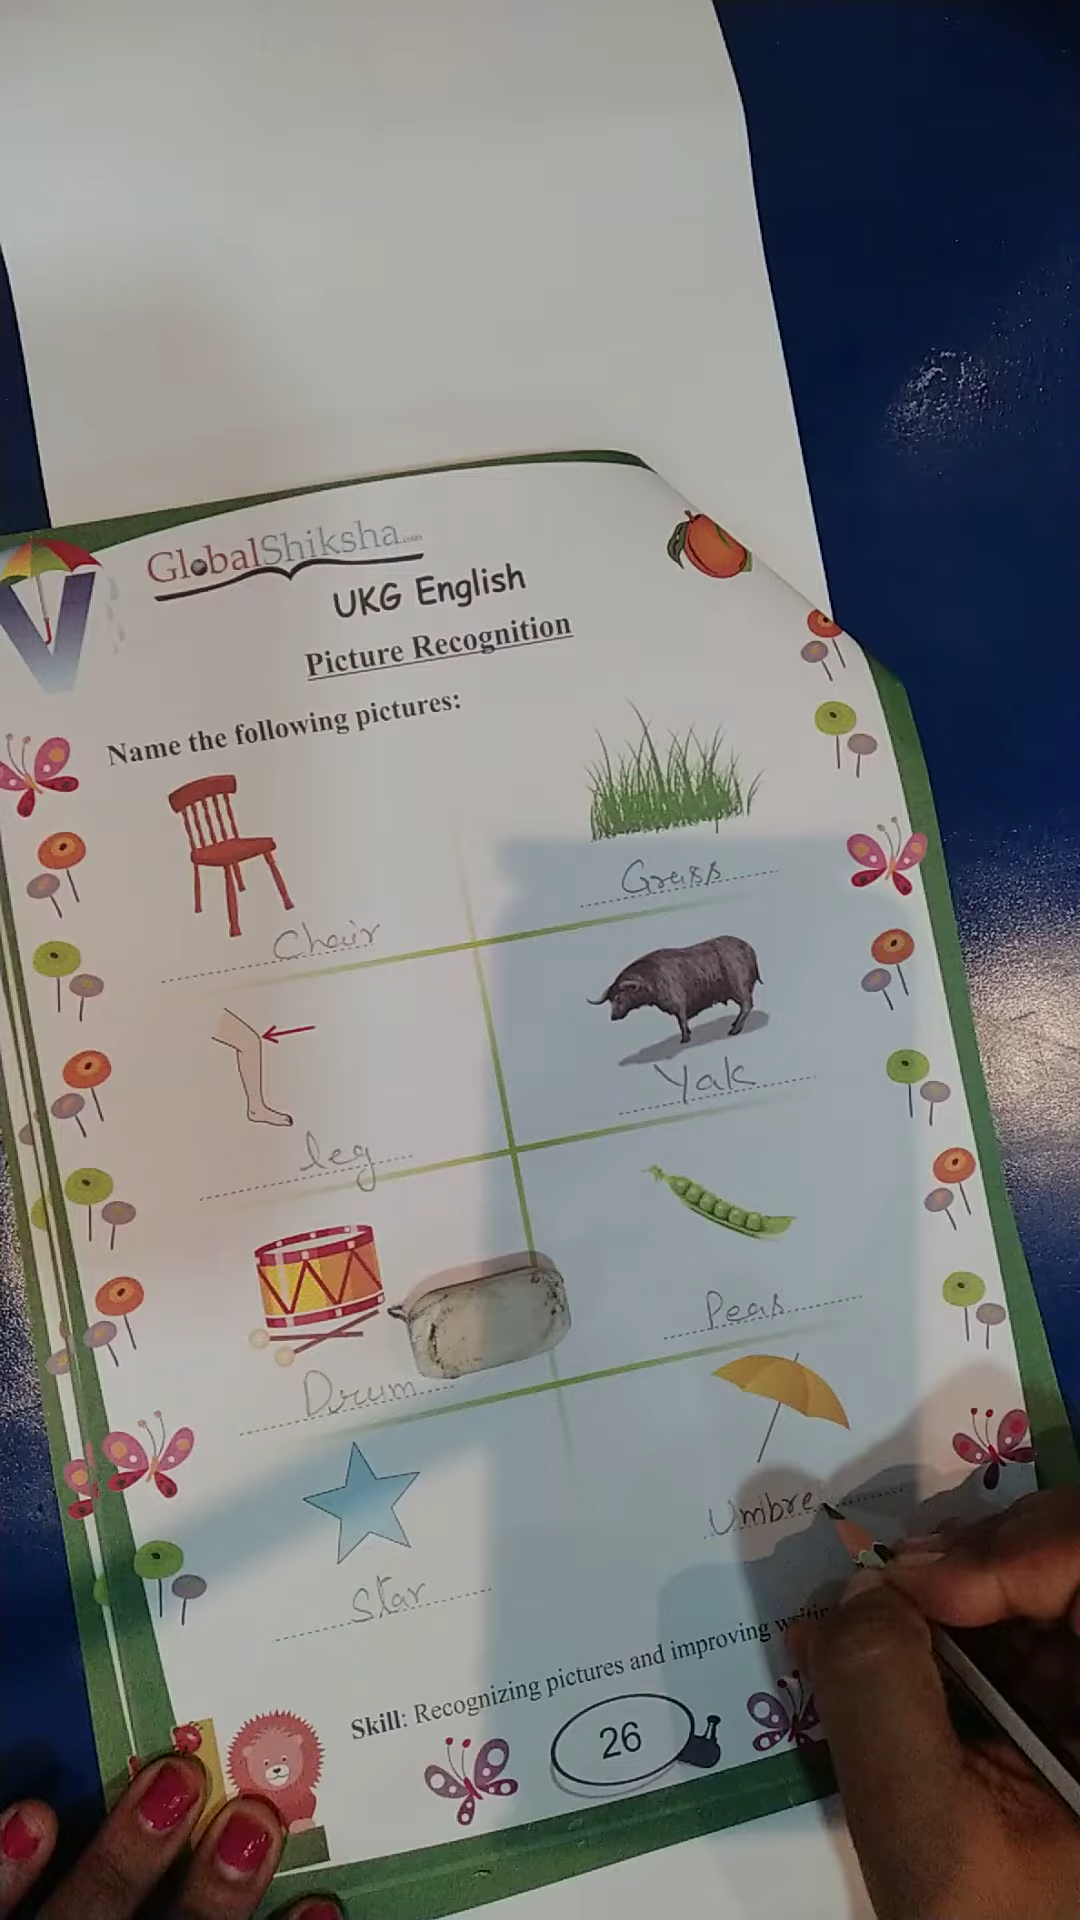 GlobalShiksha.com
UKG English
Picture Recognition
Name the following pictures:
Chair
Grass
leg
Yak
Drum
Peas
Star
Umbre
Skill: Recognizing pictures and improving
26
V